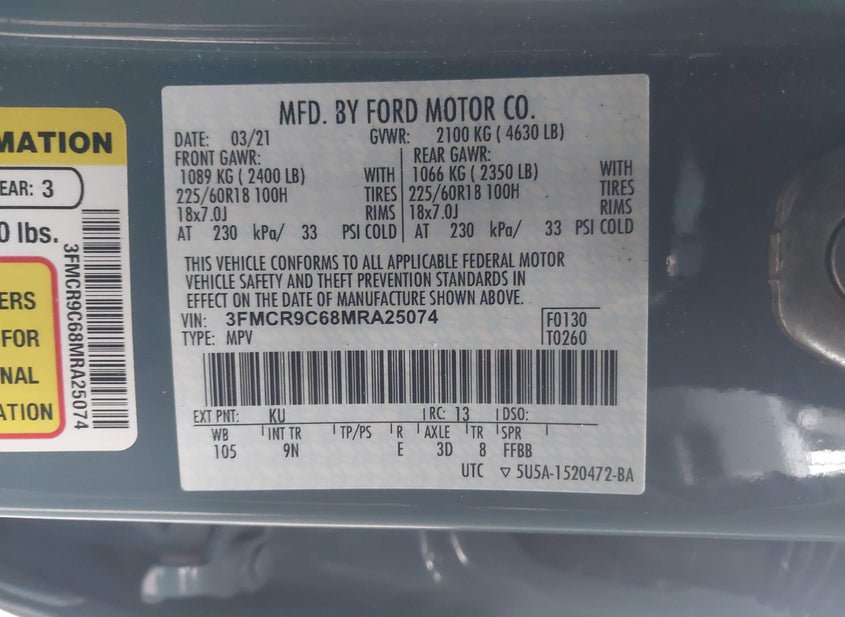 MATION
EAR: 3
0 lbs.
3FMCR9C68MRA25074
ERS
FOR
NAL
ATION
MFD. BY FORD MOTOR CO.
DATE: 03/21 GVWR: 2100 KG ( 4630 LB)
FRONT GAWR: REAR GAWR:
1089 KG ( 2400 LB) WITH 1066 KG ( 2350 LB) WITH
225/60R18 100H TIRES 225/60R18 100H TIRES
18x7.0J RIMS 18x7.0J RIMS
AT 230 kPa/ 33 PSI COLD AT 230 kPa/ 33 PSI COLD
THIS VEHICLE CONFORMS TO ALL APPLICABLE FEDERAL MOTOR
VEHICLE SAFETY AND THEFT PREVENTION STANDARDS IN
EFFECT ON THE DATE OF MANUFACTURE SHOWN ABOVE.
VIN: 3FMCR9C68MRA25074 F0130
TYPE: MPV T0260
EXT PNT: KU RC: 13 DSO:
WB INT TR TP/PS R AXLE TR SPR
105 9N E 3D 8 FFBB
UTC ▽ 5U5A-1520472-BA